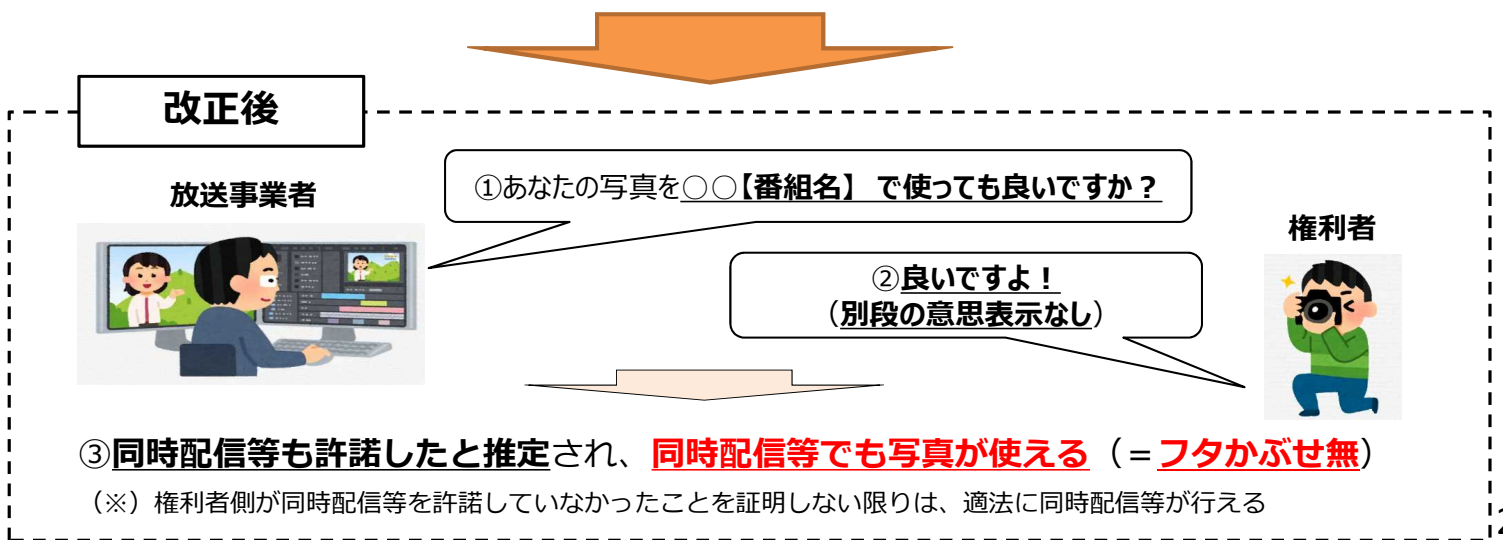 改正後
放送事業者
①あなたの写真を○○【番組名】 で使っても良いですか？
権利者
②良いですよ！
（別段の意思表示なし）
③同時配信等も許諾したと推定され、同時配信等でも写真が使える（＝フタかぶせ無）
（※）権利者側が同時配信等を許諾していなかったことを証明しない限りは、適法に同時配信等が行える